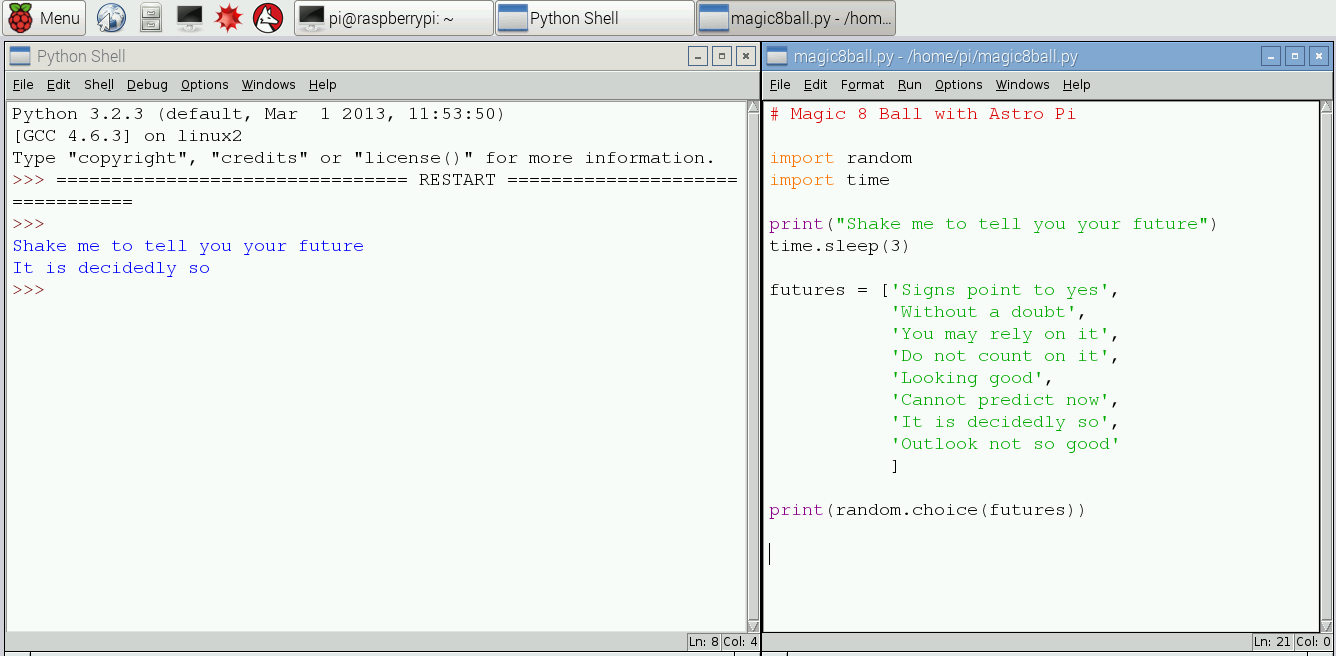 Menu pi@raspberrypi: ~ Python Shell magic8ball.py - /hom...
Python Shell
File Edit Shell Debug Options Windows Help
Python 3.2.3 (default, Mar  1 2013, 11:53:50)
[GCC 4.6.3] on linux2
Type "copyright", "credits" or "license()" for more information.
>>> ================================ RESTART =====================
===========
>>>
Shake me to tell you your future
It is decidedly so
>>>
Ln: 8 Col: 4
magic8ball.py - /home/pi/magic8ball.py
File Edit Format Run Options Windows Help
# Magic 8 Ball with Astro Pi
import random
import time
print("Shake me to tell you your future")
time.sleep(3)
futures = ['Signs point to yes',
'Without a doubt',
'You may rely on it',
'Do not count on it',
'Looking good',
'Cannot predict now',
'It is decidedly so',
'Outlook not so good'
]
print(random.choice(futures))
Ln: 21 Col: 0